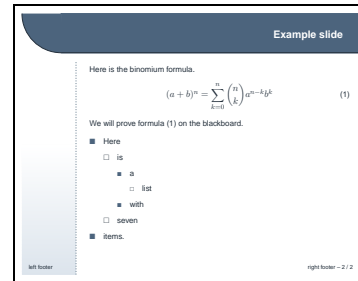 Example slide
Here is the binomium formula.
(a + b)^n = \sum_{k=0}^{n} \binom{n}{k} a^{n-k} b^k (1)
We will prove formula (1) on the blackboard.
■ Here
□ is
■ a
□ list
■ with
□ seven
■ items.
left footer right footer – 2 / 2